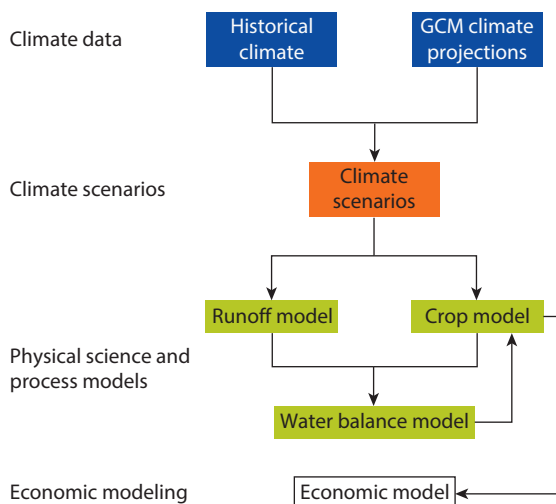 Climate data
Historical
climate
GCM climate
projections
Climate scenarios
Climate
scenarios
Runoff model
Crop model
Physical science and
process models
Water balance model
Economic modeling
Economic model